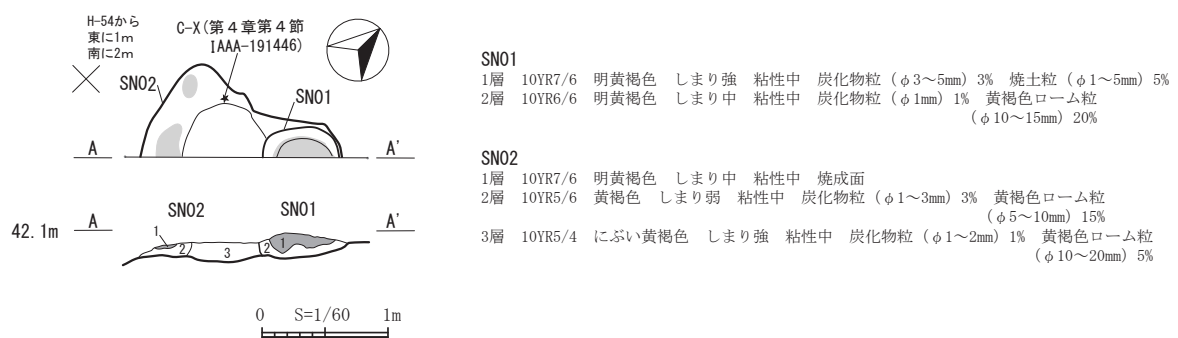 H-54から
東に1m
南に2m
C-X(第4章第4節
IAAA-191446)
SN02
SN01
A
A'
SN02
SN01
42.1m
A
A'
1
2
3
2
1
0 S=1/60 1m
SN01
1層 10YR7/6 明黄褐色 しまり強 粘性中 炭化物粒(φ3~5mm)3% 焼土粒(φ1~5mm)5%
2層 10YR6/6 明黄褐色 しまり中 粘性中 炭化物粒(φ1mm)1% 黄褐色ローム粒
(φ10~15mm)20%
SN02
1層 10YR7/6 明黄褐色 しまり中 粘性中 焼成面
2層 10YR5/6 黄褐色 しまり弱 粘性中 炭化物粒(φ1~3mm)3% 黄褐色ローム粒
(φ5~10mm)15%
3層 10YR5/4 にぶい黄褐色 しまり強 粘性中 炭化物粒(φ1~2mm)1% 黄褐色ローム粒
(φ10~20mm)5%